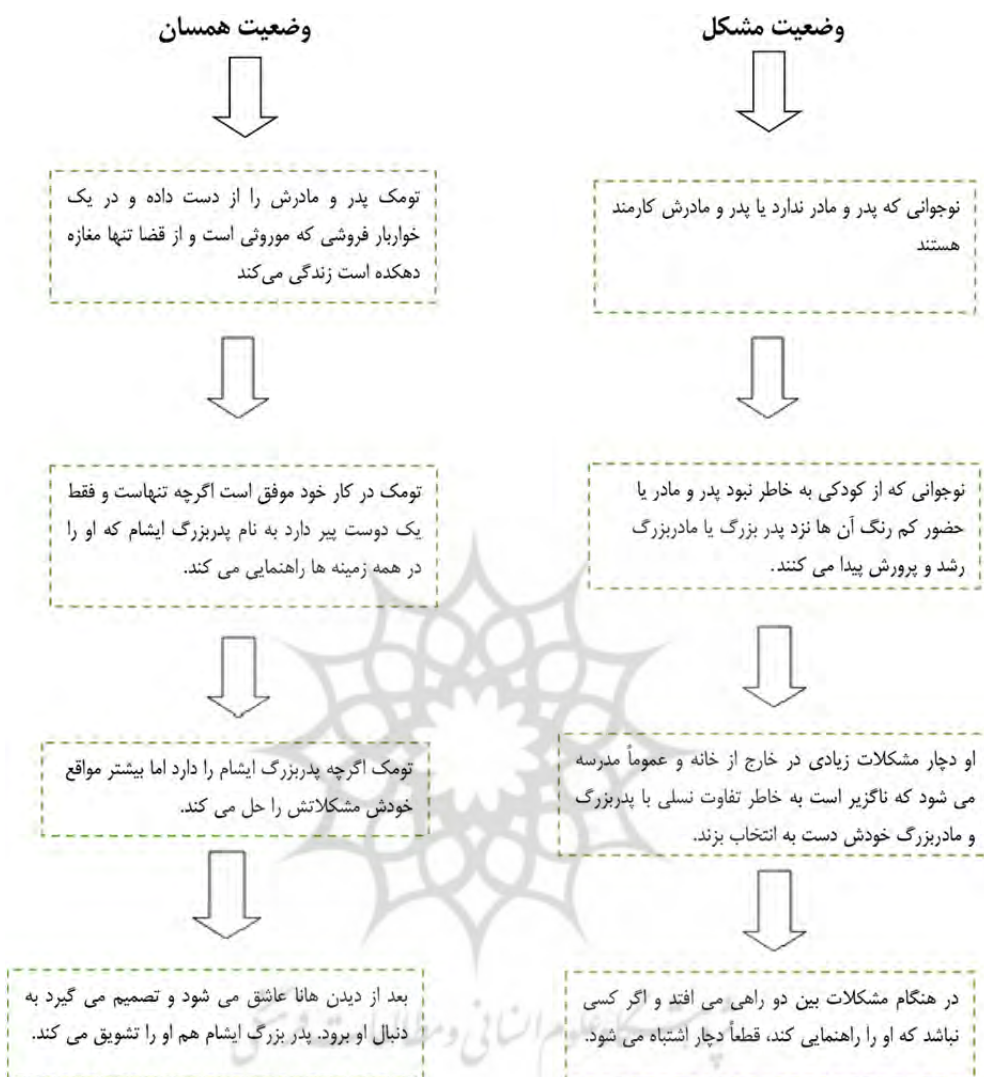 وضعیت مشکل
نوجوانی که پدر و مادر ندارد یا پدر و مادرش کارمند
هستند
نوجوانی که از کودکی به خاطر نبود پدر و مادر یا
حضور کم رنگ آن ها نزد پدر بزرگ یا مادربزرگ
رشد و پرورش پیدا می کنند.
او دچار مشکلات زیادی در خارج از خانه و عموماً مدرسه
می شود که ناگزیر است به خاطر تفاوت نسلی با پدربزرگ
و مادربزرگ خودش دست به انتخاب بزند.
در هنگام مشکلات بین دو راهی می افتد و اگر کسی
نباشد که او را راهنمایی کند، قطعاً دچار اشتباه می شود.
وضعیت همسان
تومک پدر و مادرش را از دست داده و در یک
خواربار فروشی که موروثی است و از قضا تنها مغازه
دهکده است زندگی می‌کند
تومک در کار خود موفق است اگرچه تنهاست و فقط
یک دوست پیر دارد به نام پدربزرگ ایشام که او را
در همه زمینه ها راهنمایی می کند.
تومک اگرچه پدربزرگ ایشام را دارد اما بیشتر مواقع
خودش مشکلاتش را حل می کند.
بعد از دیدن هانا عاشق می شود و تصمیم می گیرد به
دنبال او برود. پدر بزرگ ایشام هم او را تشویق می کند.